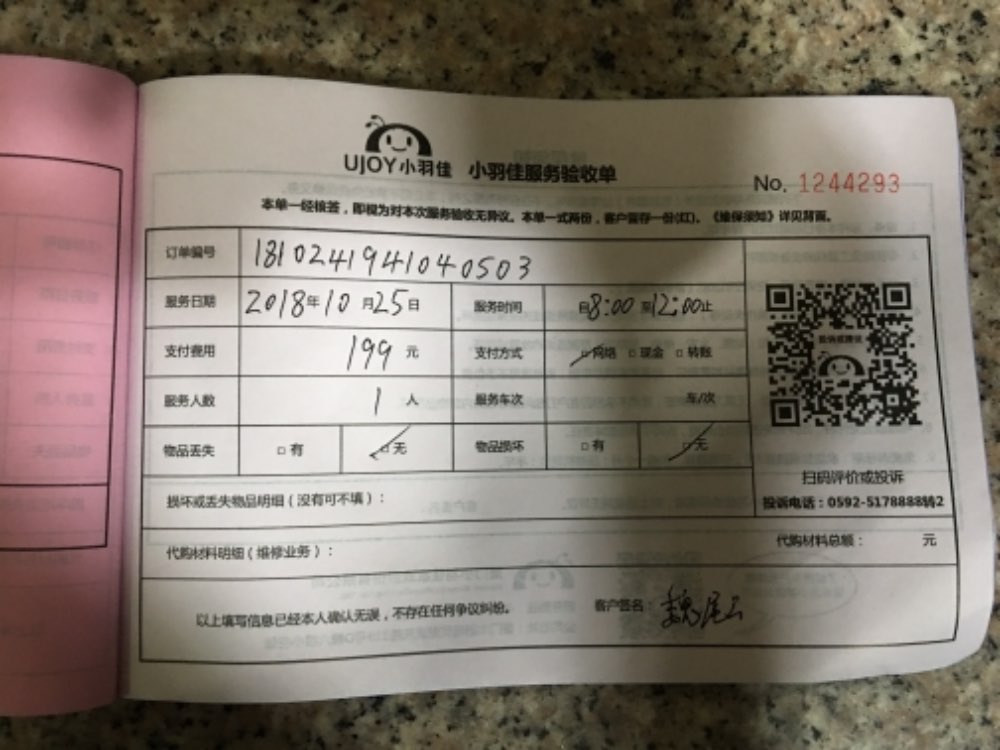 UJOY小羽佳 小羽佳服务验收单
No. 1244293
本单一经核签，即视为对本次服务验收无异议。本单一式两份，客户留存一份(红)。《维保须知》详见背面。
订单编号 1810241941040503
服务日期 2018年10月25日 服务时间 自8:00至12:00止
支付费用 199 元 支付方式 □网络 □现金 □转账
服务人数 1 人 服务车次 车/次
物品丢失 □有 □无 物品损坏 □有 □无
扫码评价或投诉
损坏或丢失物品明细（没有可不填）：
投诉电话：0592-5178888转2
代购材料明细（维修业务）：
代购材料总额： 元
以上填写信息已经本人确认无误，不存在任何争议纠纷。 客户签名：